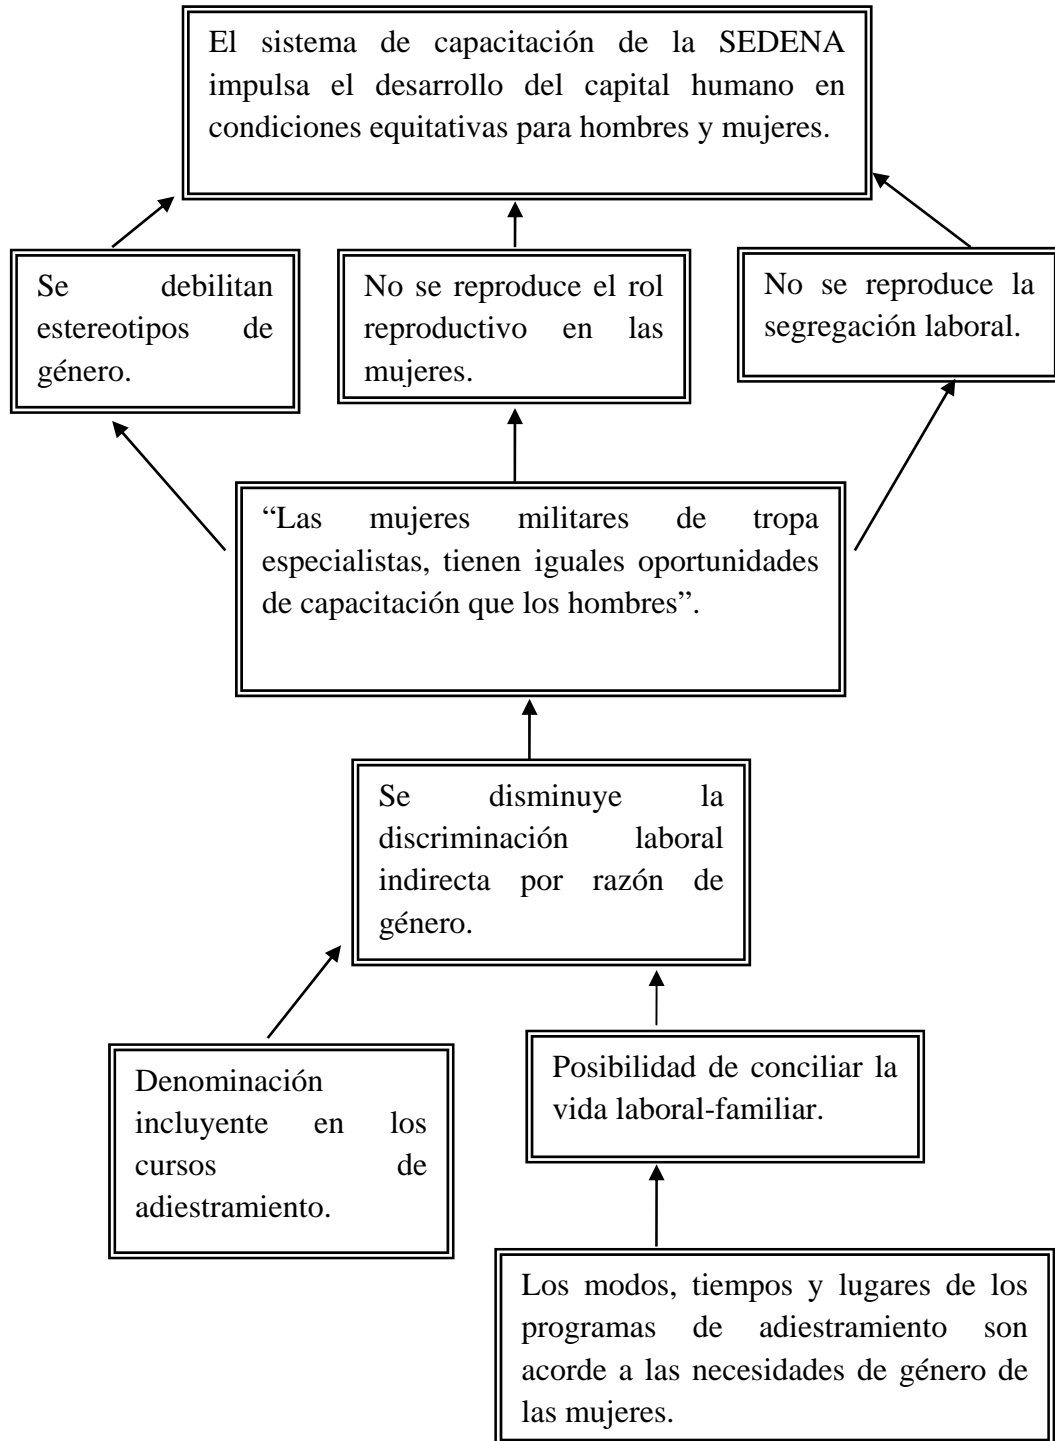 El sistema de capacitación de la SEDENA
impulsa el desarrollo del capital humano en
condiciones equitativas para hombres y mujeres.
Se debilitan
estereotipos de
género.
No se reproduce el rol
reproductivo en las
mujeres.
No se reproduce la
segregación laboral.
“Las mujeres militares de tropa
especialistas, tienen iguales oportunidades
de capacitación que los hombres”.
Se disminuye la
discriminación laboral
indirecta por razón de
género.
Denominación
incluyente en los
cursos de
adiestramiento.
Posibilidad de conciliar la
vida laboral-familiar.
Los modos, tiempos y lugares de los
programas de adiestramiento son
acorde a las necesidades de género de
las mujeres.